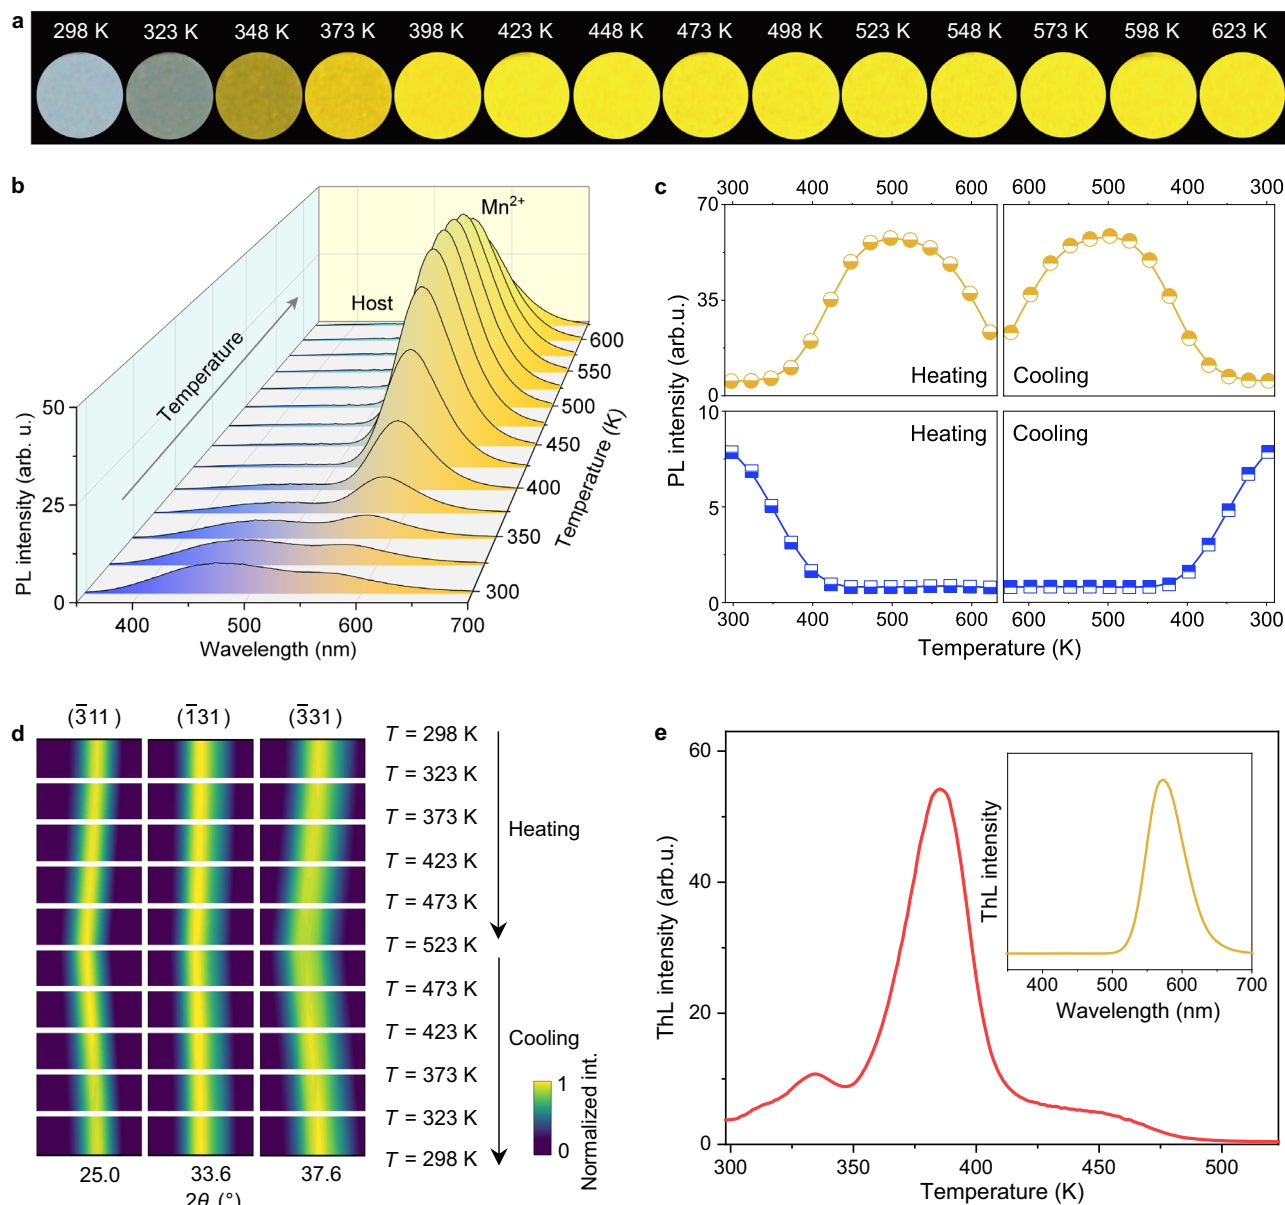 a
298 K 323 K 348 K 373 K 398 K 423 K 448 K 473 K 498 K 523 K 548 K 573 K 598 K 623 K
b
Mn²⁺
Host
Temperature
50
25
0
PL intensity (arb. u.)
400 500 600 700
Wavelength (nm)
600
550
500
450
400
350
300
Temperature (K)
c
300 400 500 600 600 500 400 300
70
35
0
Heating Cooling
PL intensity (arb.u.)
10
5
0
Heating Cooling
300 400 500 600 600 500 400 300
Temperature (K)
d
(3̅11) (1̅31) (3̅31)
T = 298 K
T = 323 K
T = 373 K
T = 423 K
T = 473 K
T = 523 K
T = 473 K
T = 423 K
T = 373 K
T = 323 K
T = 298 K
Heating
Cooling
1
0
Normalized int.
25.0 33.6 37.6
2θ (°)
e
60
40
20
0
ThL intensity (arb.u.)
300 350 400 450 500
Temperature (K)
ThL intensity
400 500 600 700
Wavelength (nm)